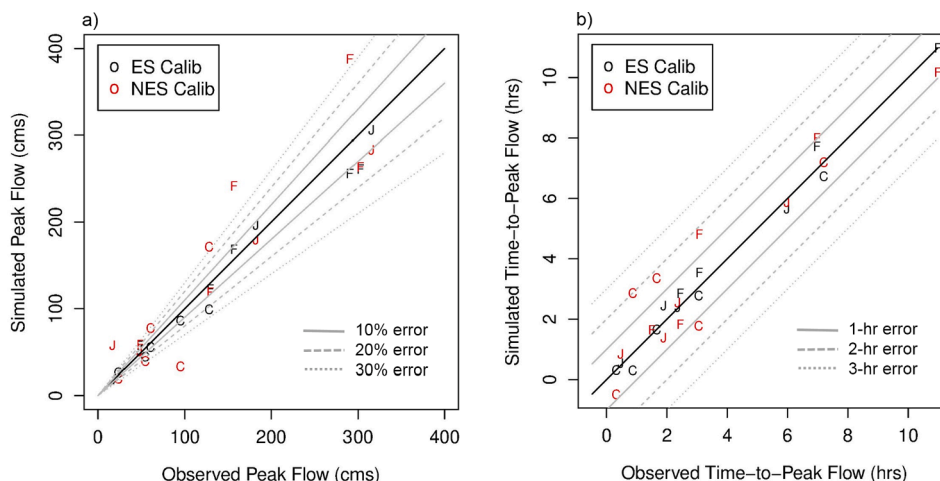 a)
400
300
200
100
0
Simulated Peak Flow (cms)
O ES Calib
O NES Calib
F
J
J
F
F
F
F
J
J
C
F
F
C
C
C
C
C
C
J
C
10% error
20% error
30% error
0 100 200 300 400
Observed Peak Flow (cms)
b)
10
8
6
4
2
0
Simulated Time-to-Peak Flow (hrs)
O ES Calib
O NES Calib
C
C
F
F
C
C
J
J
F
F
C
C
C
C
F
F
J
J
F
C
J
J
J
C
C
C
1-hr error
2-hr error
3-hr error
0 2 4 6 8 10
Observed Time-to-Peak Flow (hrs)